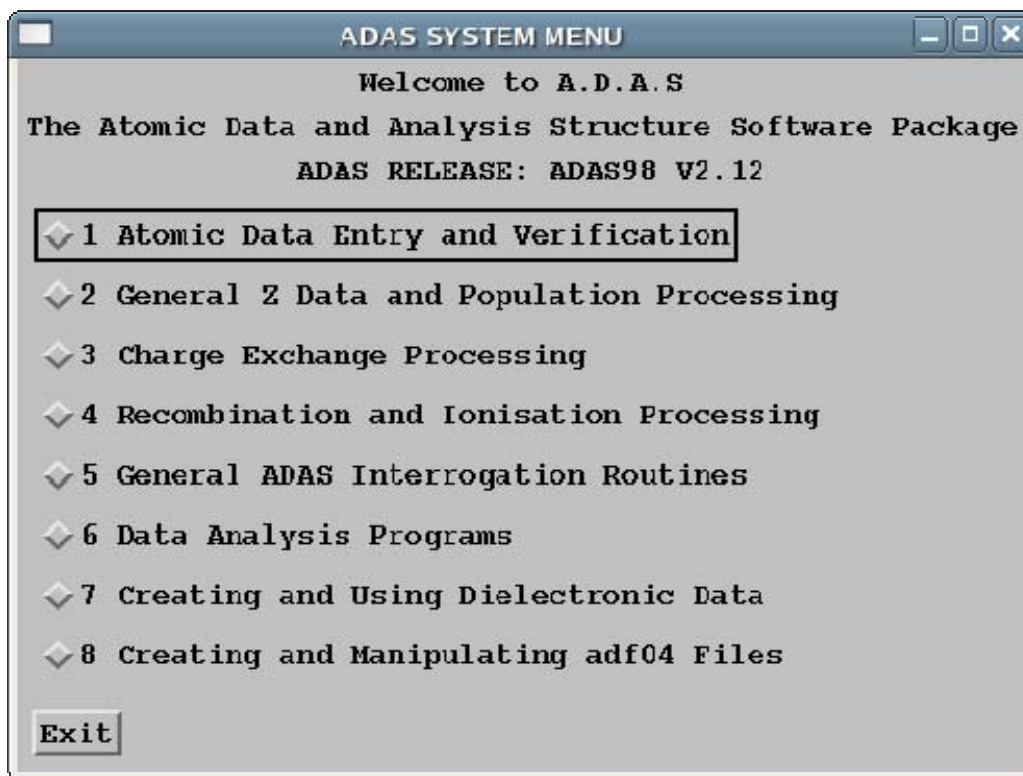 ADAS SYSTEM MENU
Welcome to A.D.A.S
The Atomic Data and Analysis Structure Software Package
ADAS RELEASE: ADAS98 V2.12
1 Atomic Data Entry and Verification
2 General Z Data and Population Processing
3 Charge Exchange Processing
4 Recombination and Ionisation Processing
5 General ADAS Interrogation Routines
6 Data Analysis Programs
7 Creating and Using Dielectronic Data
8 Creating and Manipulating adf04 Files
Exit